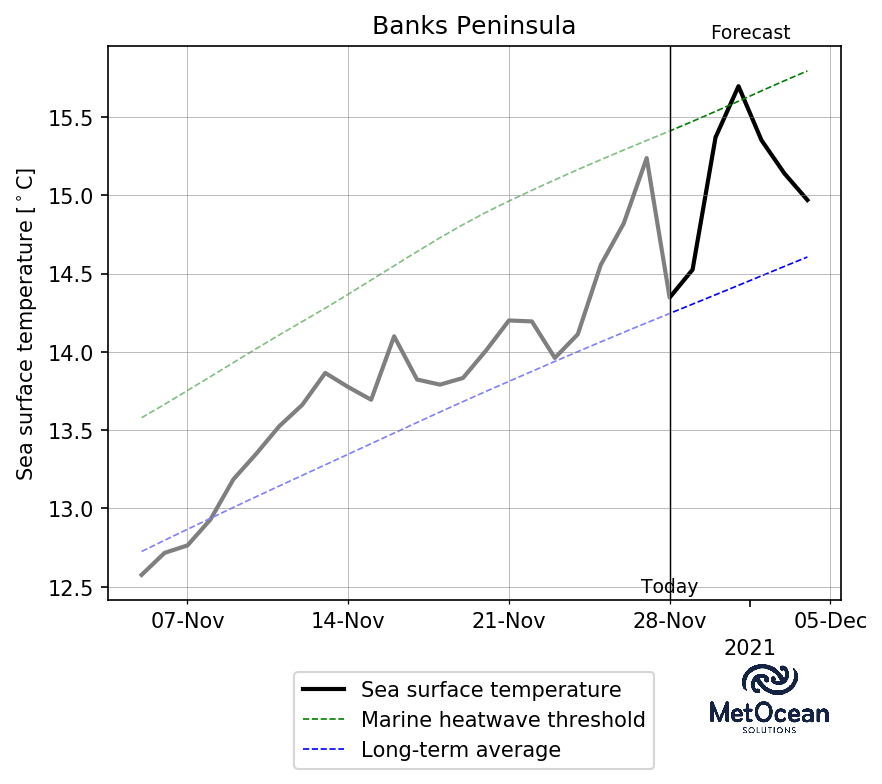 Banks Peninsula
Forecast
Sea surface temperature [°C]
15.5
15.0
14.5
14.0
13.5
13.0
12.5
Today
07-Nov 14-Nov 21-Nov 28-Nov 05-Dec
2021
Sea surface temperature
Marine heatwave threshold
Long-term average
MetOcean
SOLUTIONS